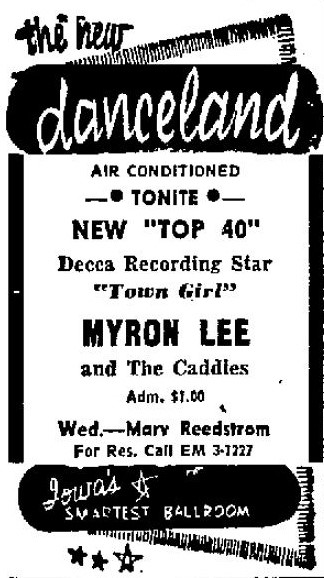 the new
danceland
AIR CONDITIONED
TONITE
NEW "TOP 40"
Decca Recording Star
"Town Girl"
MYRON LEE
and The Caddies
Adm. $1.00
Wed.—Marv Reedstrom
For Res. Call EM 3-1227
Iowa's
SMARTEST BALLROOM